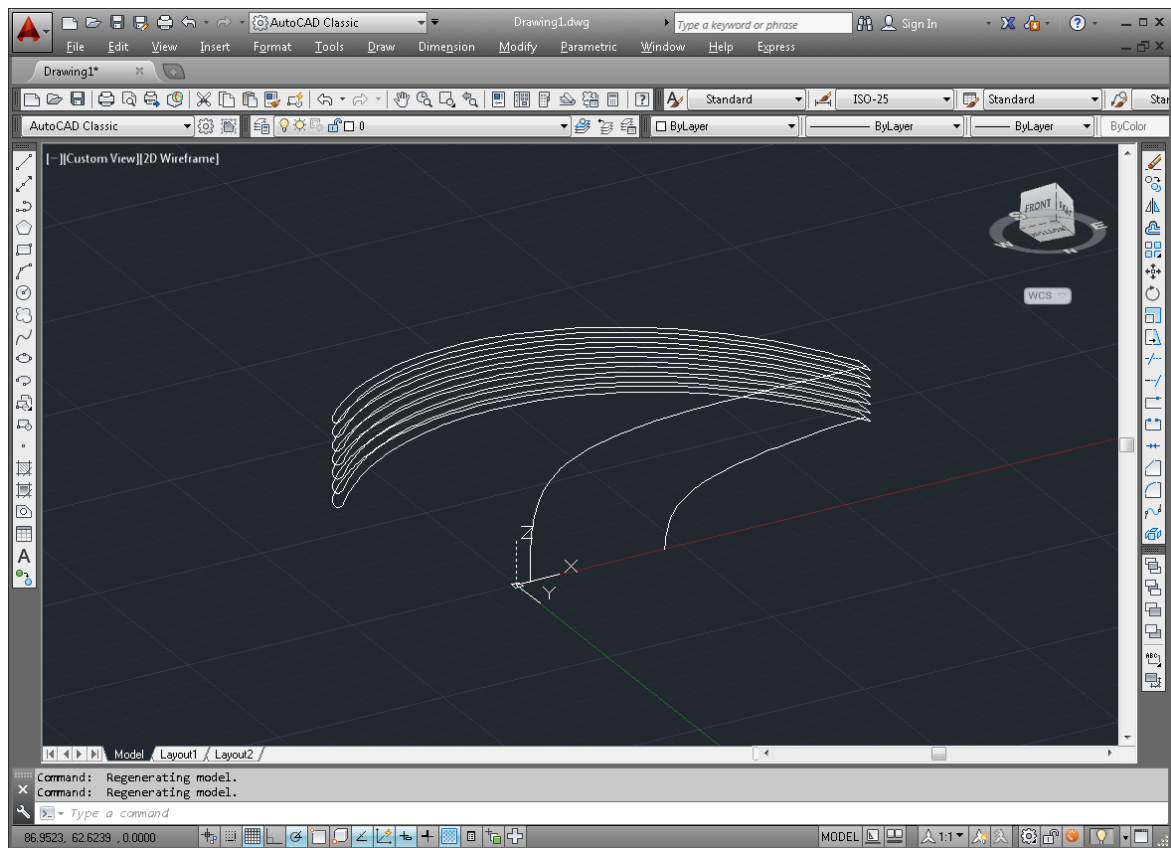 AutoCAD Classic Drawing1.dwg Type a keyword or phrase Sign In
File Edit View Insert Format Tools Draw Dimension Modify Parametric Window Help Express
Drawing1*
Standard ISO-25 Standard Star
AutoCAD Classic 0 ByLayer ByLayer ByLayer ByColor
[−][Custom View][2D Wireframe]
FRONT
S E
BOTTOM
W N
WCS
Z
X
Y
A
ABC
Model Layout1 Layout2
Command: Regenerating model.
Command: Regenerating model.
Type a command
86.9523, 62.6239 , 0.0000 MODEL 1:1